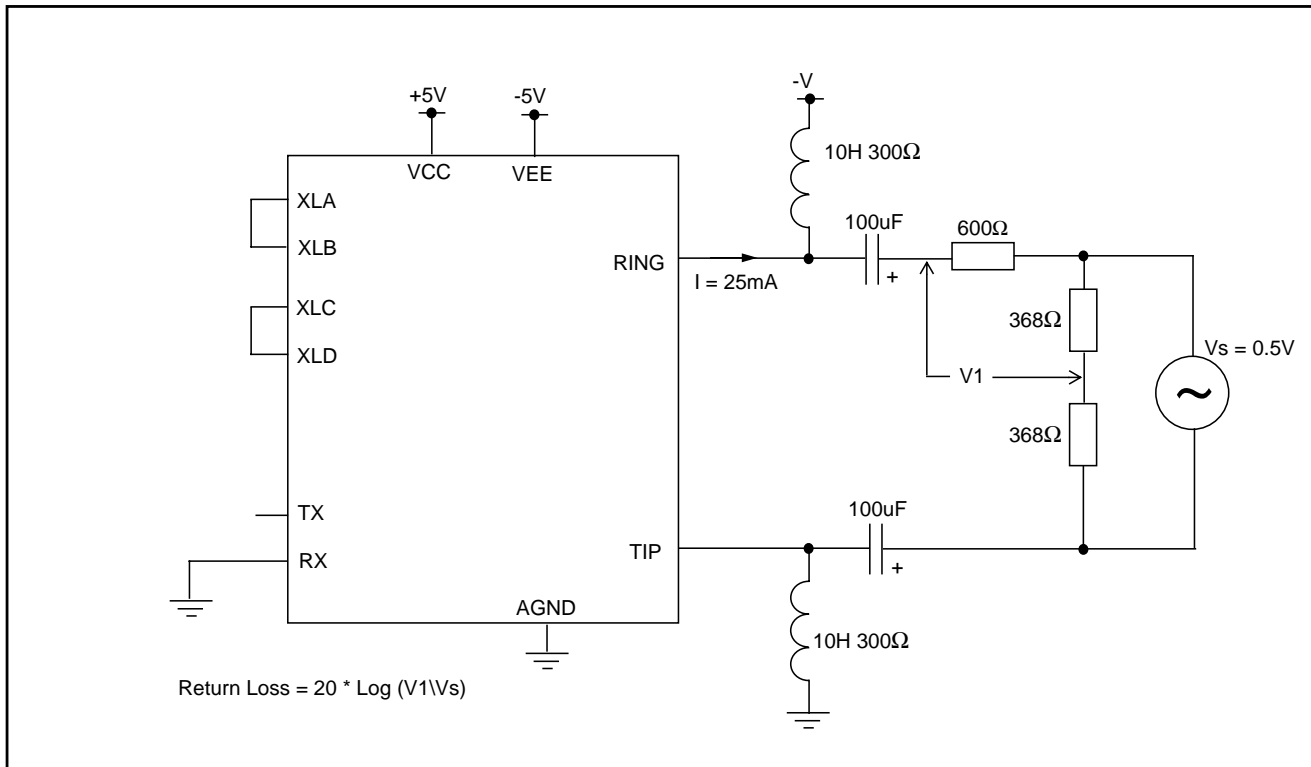 +5V
-5V
-V
VCC
VEE
10H 300Ω
XLA
XLB
100uF
600Ω
RING
+
I = 25mA
XLC
XLD
368Ω
Vs = 0.5V
V1
~
368Ω
TX
100uF
RX
TIP
+
AGND
10H 300Ω
Return Loss = 20 * Log (V1\Vs)